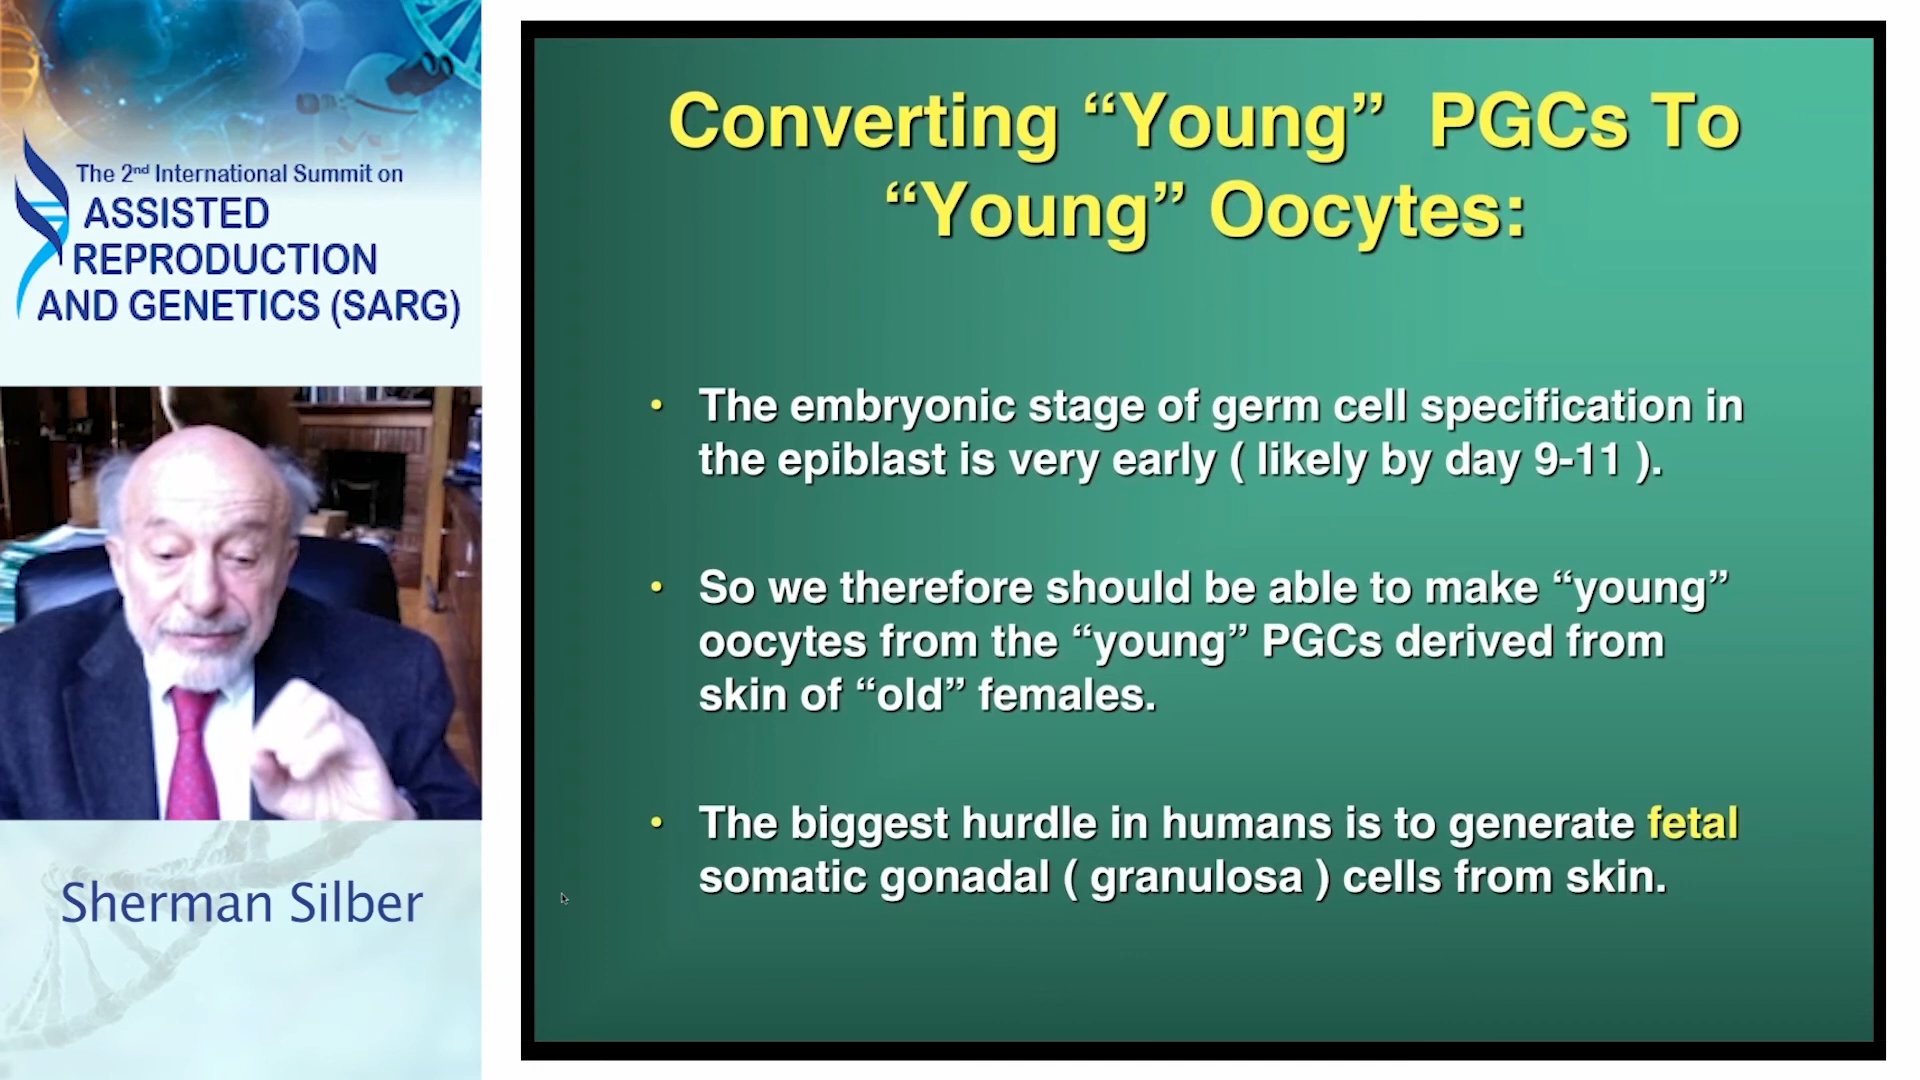 The 2nd International Summit on
ASSISTED
REPRODUCTION
AND GENETICS (SARG)
Sherman Silber
Converting “Young”  PGCs To
“Young” Oocytes:
• The embryonic stage of germ cell specification in
the epiblast is very early ( likely by day 9-11 ).
• So we therefore should be able to make “young”
oocytes from the “young” PGCs derived from
skin of “old” females.
• The biggest hurdle in humans is to generate fetal
somatic gonadal ( granulosa ) cells from skin.